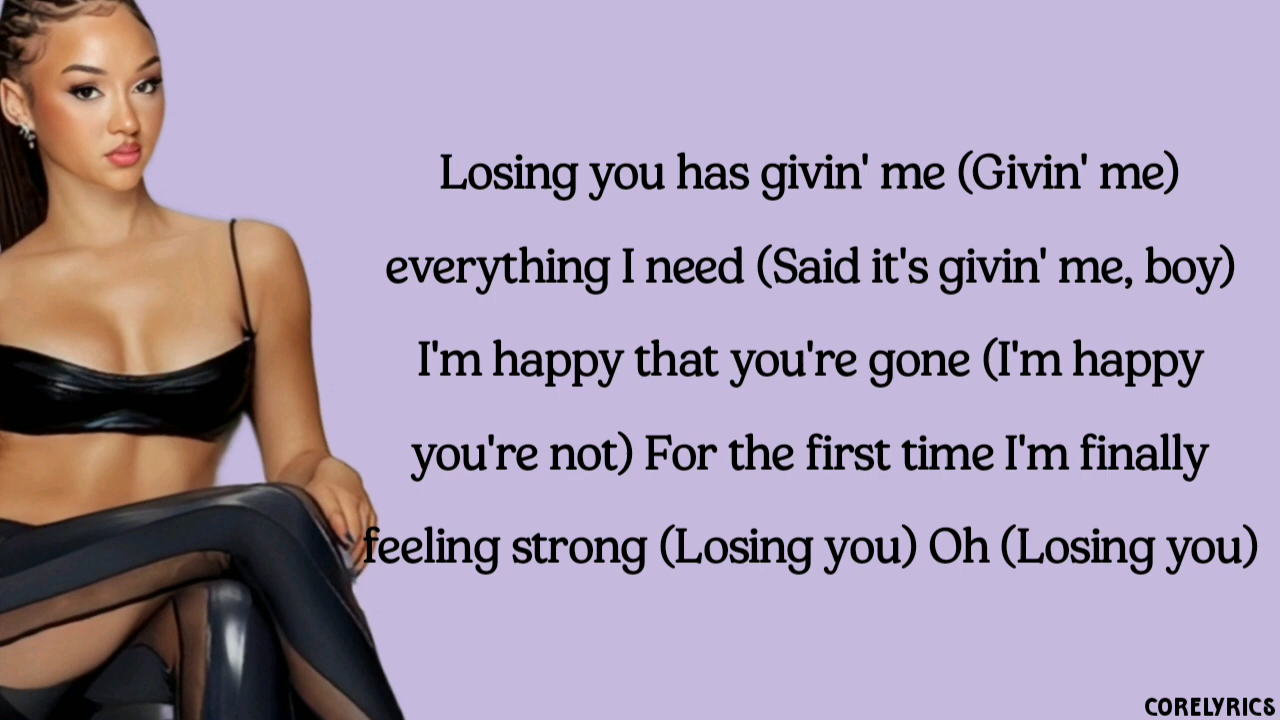 Losing you has givin' me (Givin' me)
everything I need (Said it's givin' me, boy)
I'm happy that you're gone (I'm happy
you're not) For the first time I'm finally
feeling strong (Losing you) Oh (Losing you)
CORELYRICS